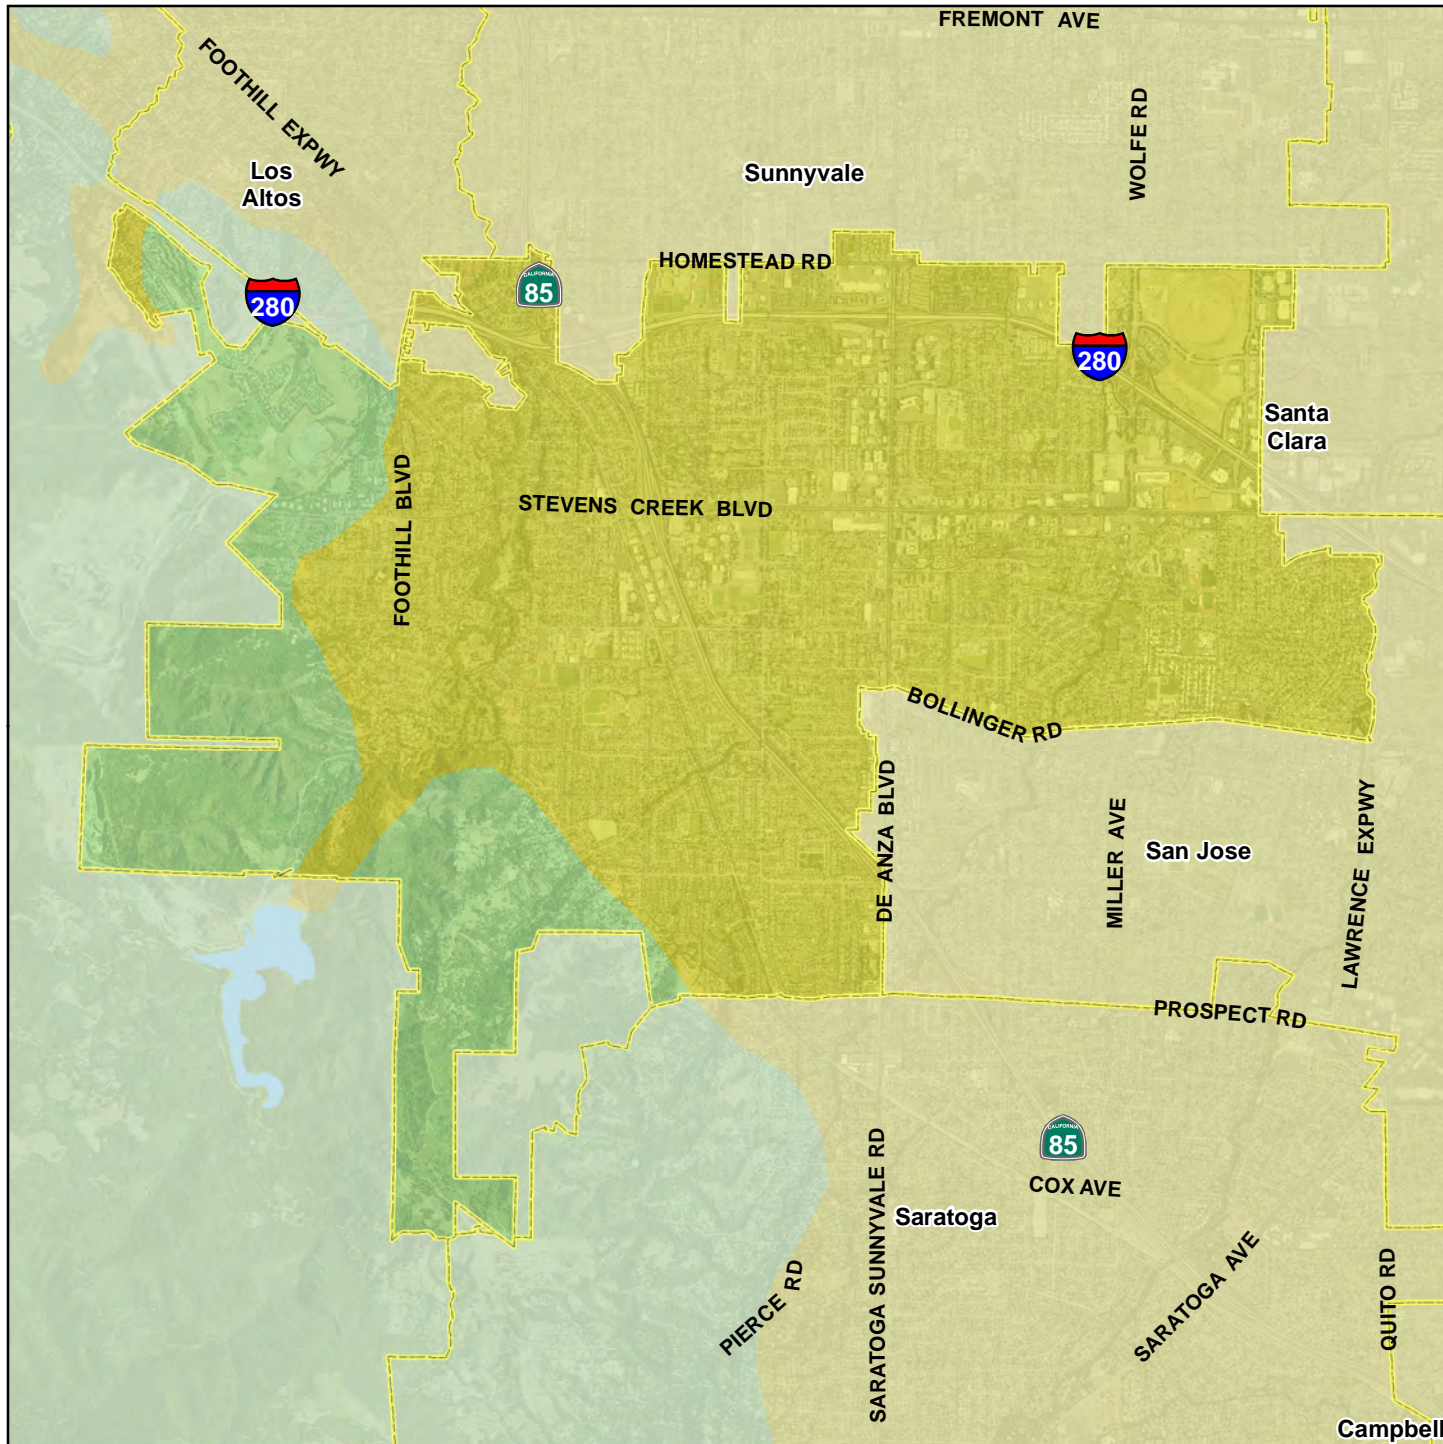 FREMONT AVE
FOOTHILL EXPWY
WOLFE RD
Los
Altos
Sunnyvale
HOMESTEAD RD
CALIFORNIA
85
280
280
Santa
Clara
FOOTHILL BLVD
STEVENS CREEK BLVD
BOLLINGER RD
DE ANZA BLVD
MILLER AVE
San Jose
LAWRENCE EXPWY
PROSPECT RD
CALIFORNIA
85
COX AVE
SARATOGA SUNNYVALE RD
Saratoga
PIERCE RD
SARATOGA AVE
QUITO RD
Campbell